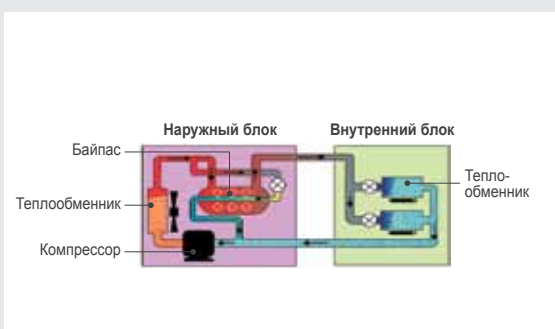 Наружный блок
Внутренний блок
Байпас
Теплообменник
Компрессор
Тепло-
обменник